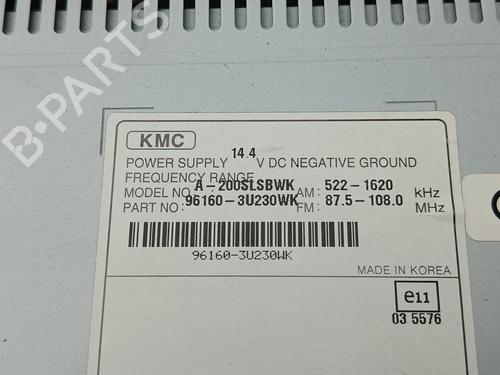 B-PARTS
KMC
POWER SUPPLY 14.4 V DC NEGATIVE GROUND
FREQUENCY RANGE
MODEL NO. A-200SLSBWK AM: 522-1620 kHz
PART NO: 96160-3U230WK FM: 87.5-108.0 MHz
96160-3U230WK
MADE IN KOREA
e11
03 5576